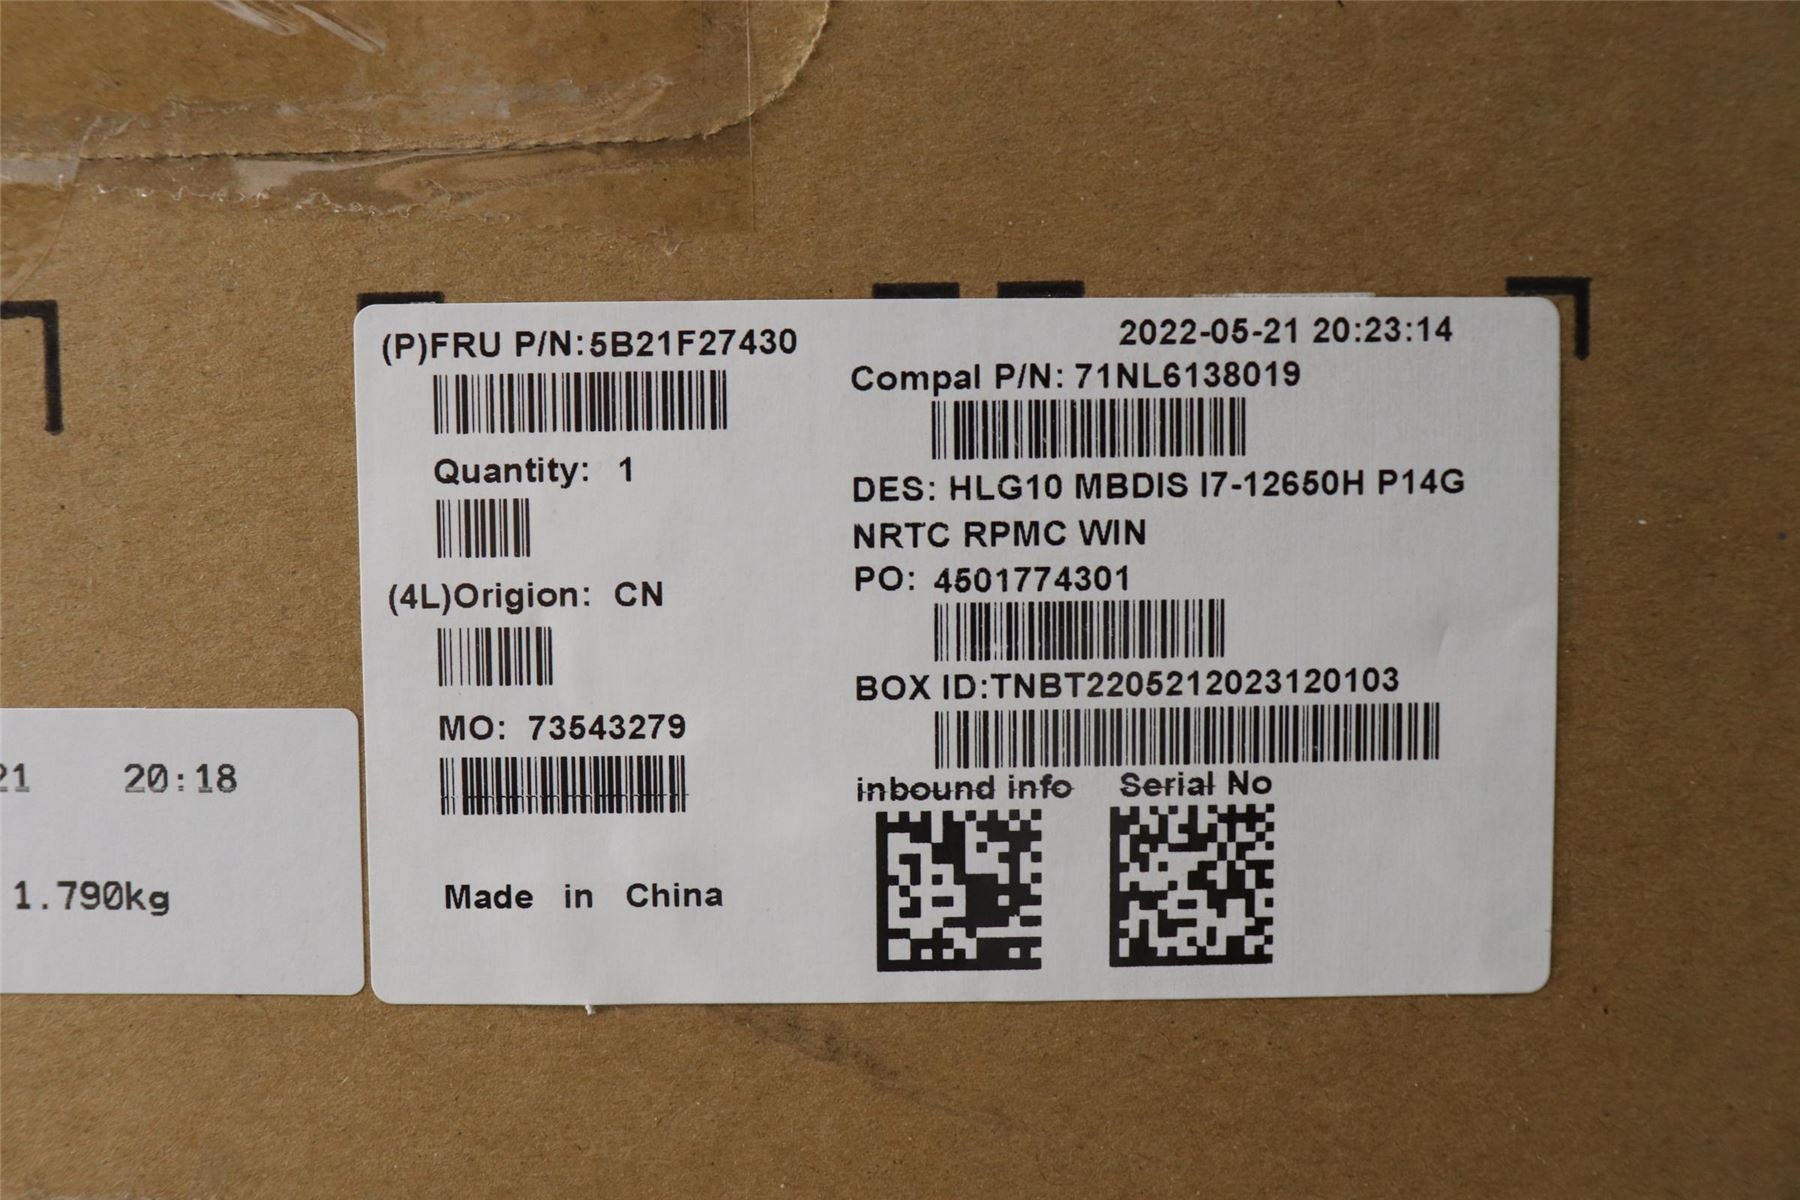 (P)FRU P/N:5B21F27430
Quantity: 1
(4L)Origion: CN
MO: 73543279
Made in China
2022-05-21 20:23:14
Compal P/N: 71NL6138019
DES: HLG10 MBDIS I7-12650H P14G
NRTC RPMC WIN
PO: 4501774301
BOX ID:TNBT2205212023120103
inbound info Serial No
21 20:18
1.790kg